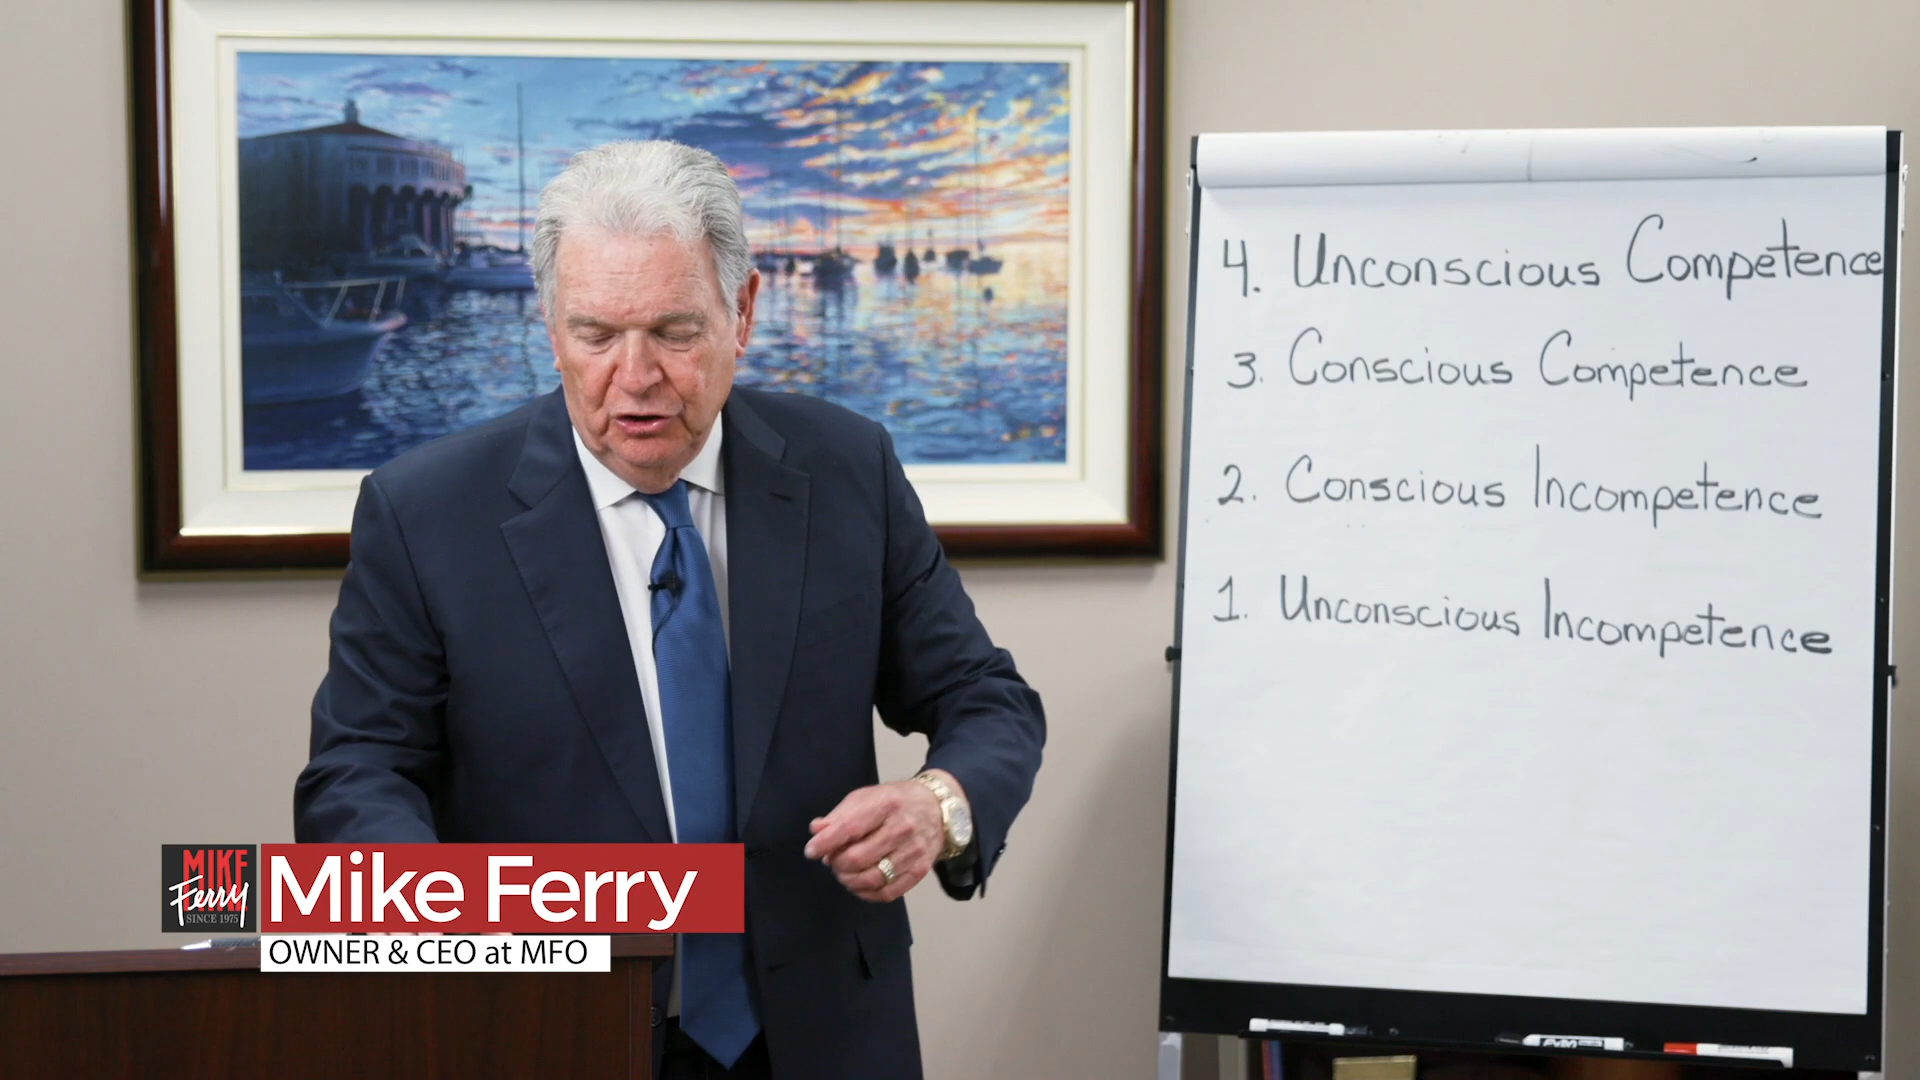 4. Unconscious Competence
3. Conscious Competence
2. Conscious Incompetence
1. Unconscious Incompetence
MIKE
Ferry
SINCE 1975
Mike Ferry
OWNER & CEO at MFO